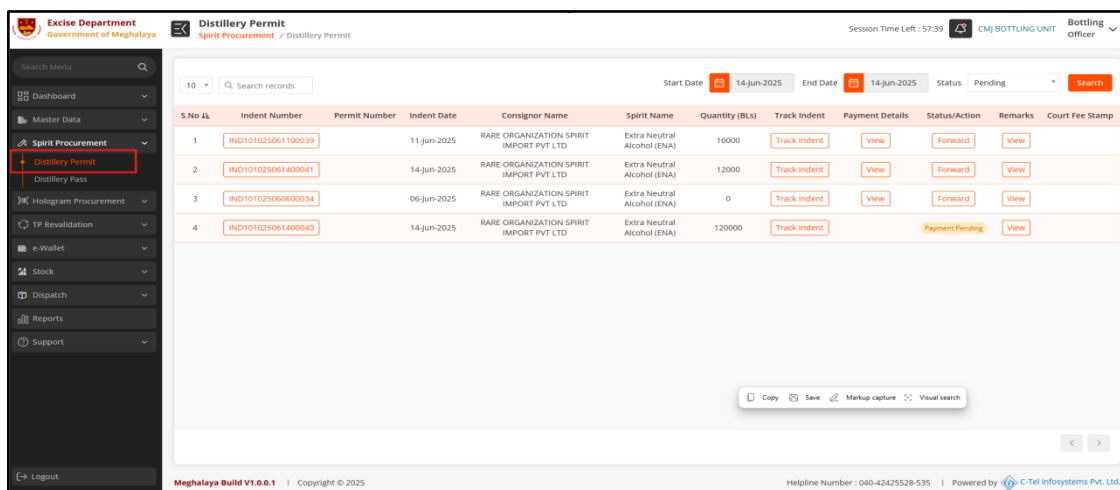 Excise Department
Government of Meghalaya
Distillery Permit
Spirit Procurement / Distillery Permit
Session Time Left : 57:39
CMJ BOTTLING UNIT
Bottling
Officer
Search Menu
Dashboard
Master Data
Spirit Procurement
Distillery Permit
Distillery Pass
Hologram Procurement
TP Revalidation
e-Wallet
Stock
Dispatch
Reports
Support
Logout
10
Search records
Start Date 14-Jun-2025 End Date 14-Jun-2025 Status Pending Search
S.No Indent Number Permit Number Indent Date Consignor Name Spirit Name Quantity (BLs) Track Indent Payment Details Status/Action Remarks Court Fee Stamp
1 IND101025061100039 11-Jun-2025 RARE ORGANIZATION SPIRIT Extra Neutral 10000 Track Indent View Forward View
IMPORT PVT LTD Alcohol (ENA)
2 IND101025061400041 14-Jun-2025 RARE ORGANIZATION SPIRIT Extra Neutral 12000 Track Indent View Forward View
IMPORT PVT LTD Alcohol (ENA)
3 IND101025060600034 06-Jun-2025 RARE ORGANIZATION SPIRIT Extra Neutral 0 Track Indent View Forward View
IMPORT PVT LTD Alcohol (ENA)
4 IND101025061400040 14-Jun-2025 RARE ORGANIZATION SPIRIT Extra Neutral 120000 Track Indent Payment Pending View
IMPORT PVT LTD Alcohol (ENA)
Copy Save Markup capture Visual search
< >
Meghalaya Build V1.0.0.1 | Copyright © 2025
Helpline Number : 040-42425528-535 | Powered by C-Tel Infosystems Pvt. Ltd